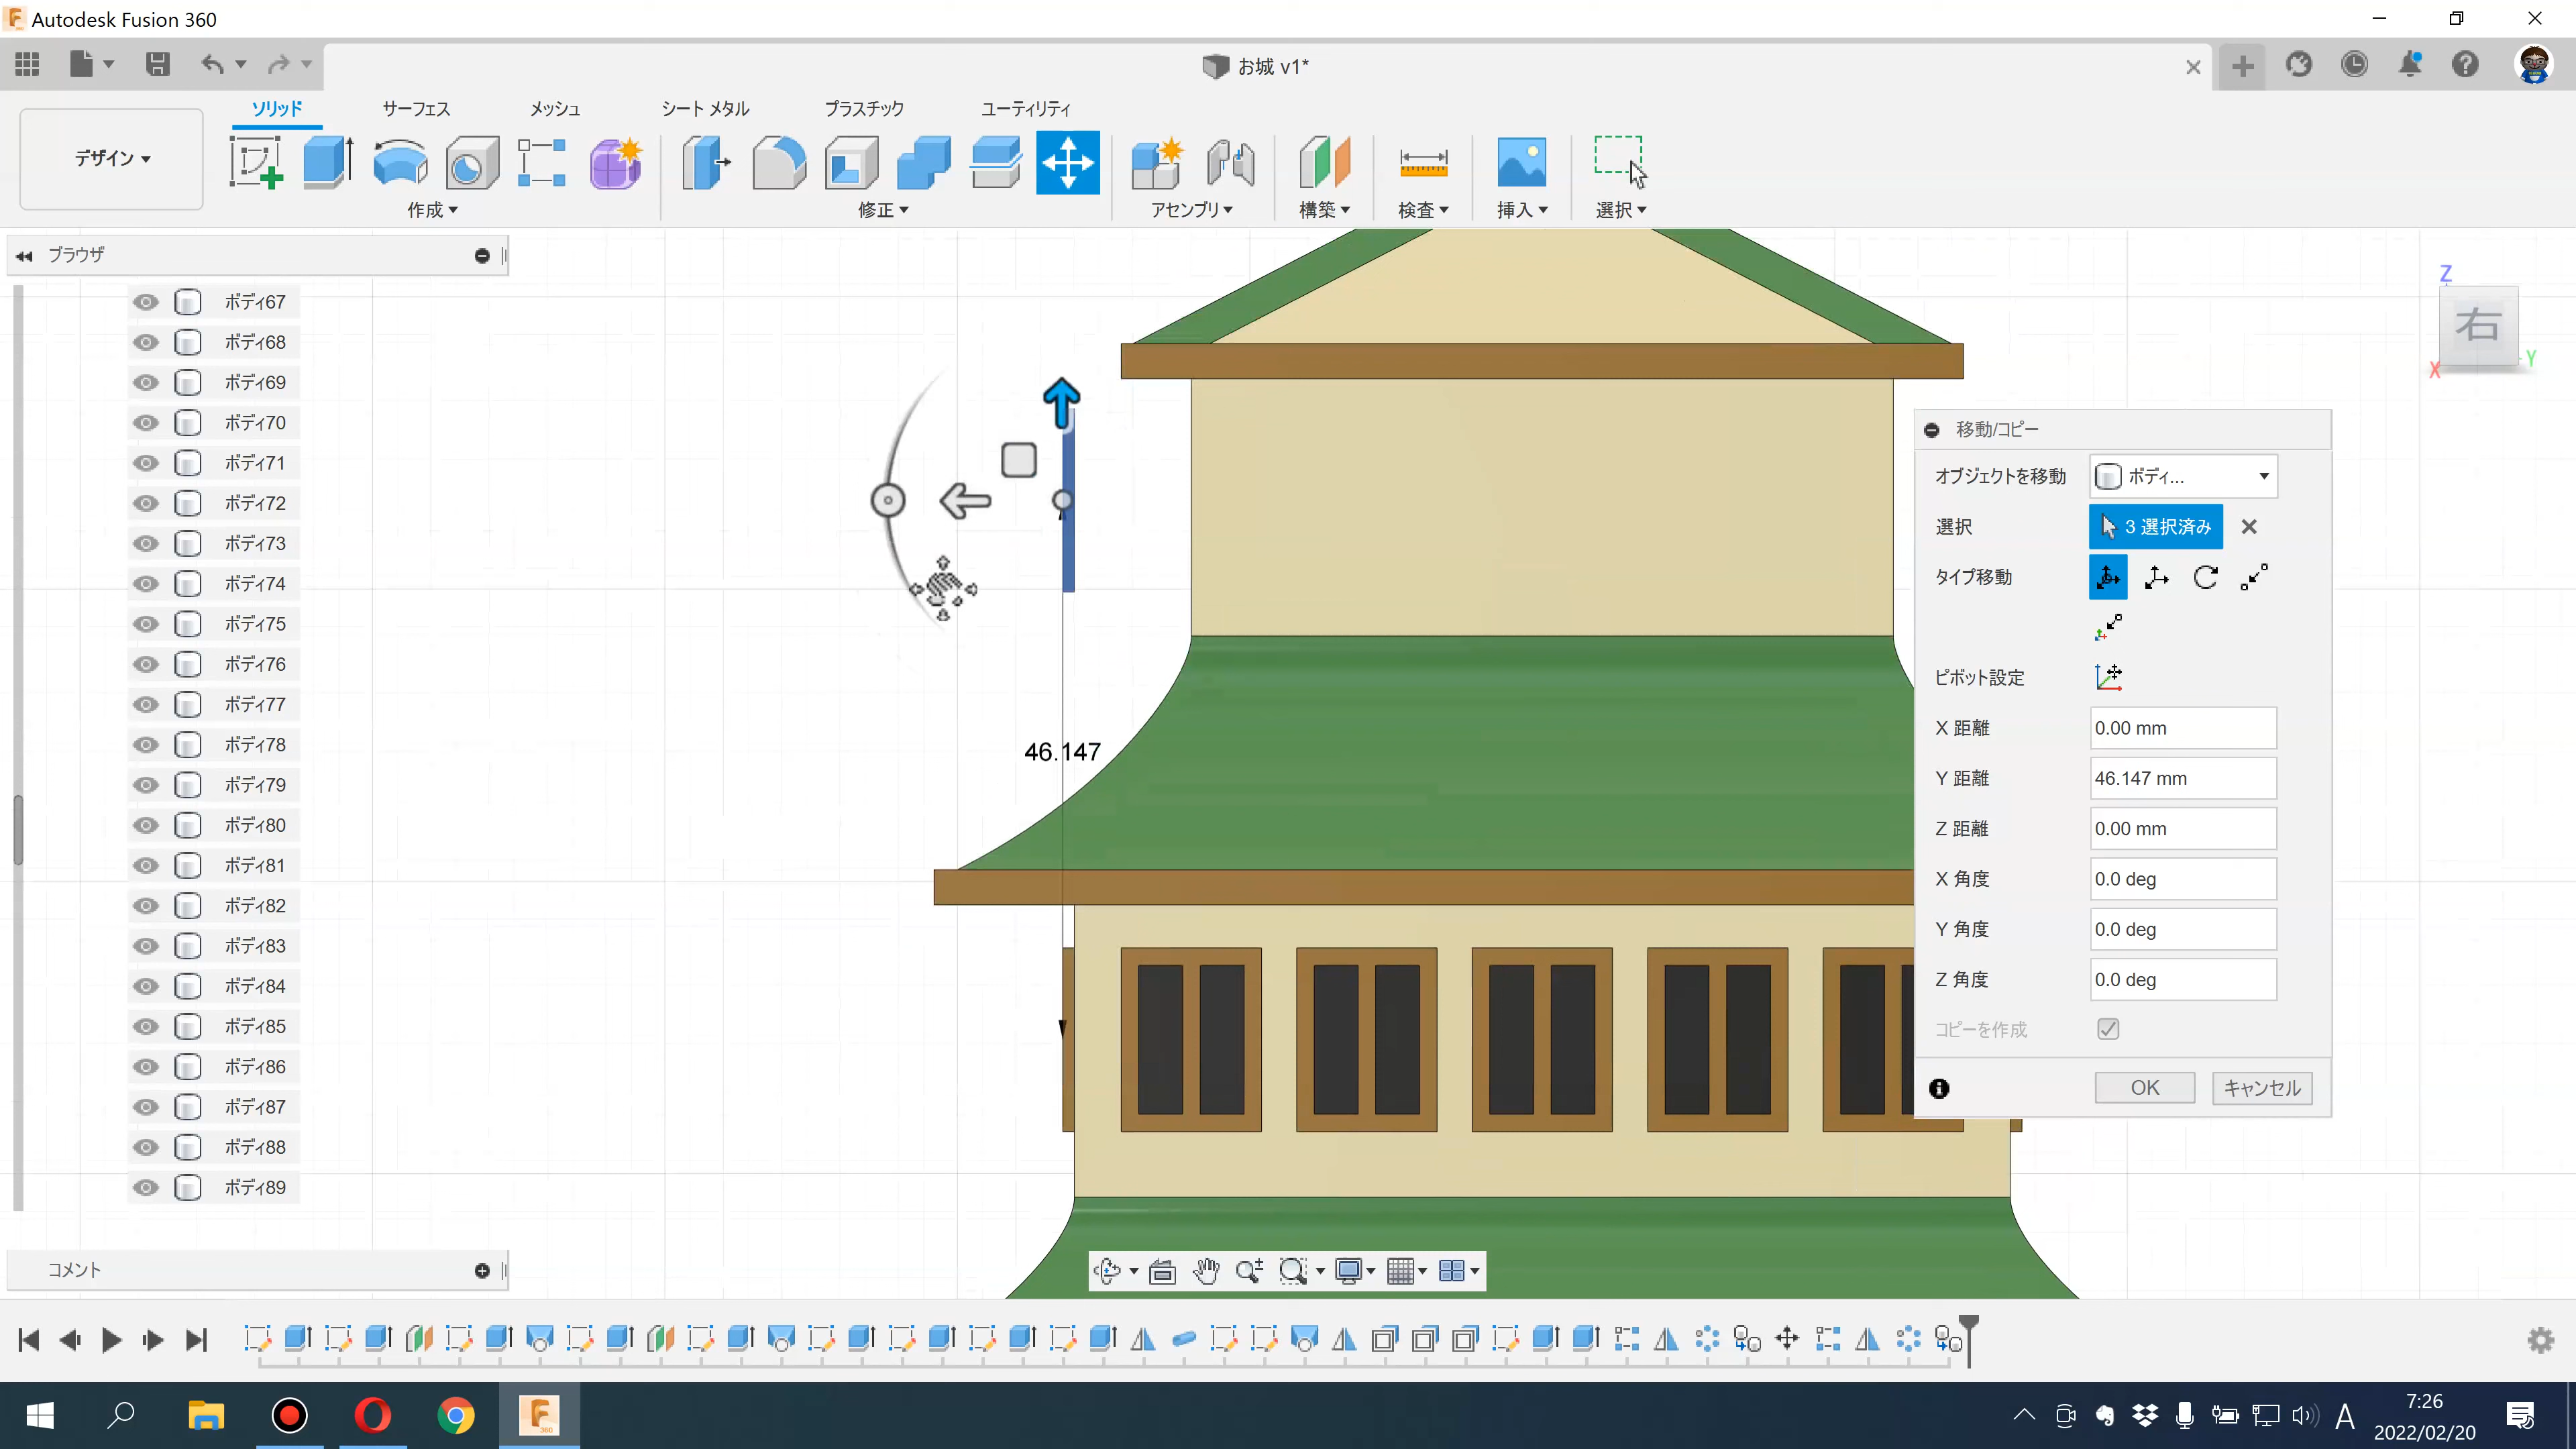 Autodesk Fusion 360
お城 v1*
デザイン
ソリッド
サーフェス
メッシュ
シート メタル
プラスチック
ユーティリティ
作成
修正
アセンブリ
構築
検査
挿入
選択
ブラウザ
ボディ67
ボディ68
ボディ69
ボディ70
ボディ71
ボディ72
ボディ73
ボディ74
ボディ75
ボディ76
ボディ77
ボディ78
ボディ79
ボディ80
ボディ81
ボディ82
ボディ83
ボディ84
ボディ85
ボディ86
ボディ87
ボディ88
ボディ89
コメント
46.147
Z
右
X
Y
移動/コピー
オブジェクトを移動
ボディ...
選択
3 選択済み
タイプ移動
ピボット設定
X 距離
0.00 mm
Y 距離
46.147 mm
Z 距離
0.00 mm
X 角度
0.0 deg
Y 角度
0.0 deg
Z 角度
0.0 deg
コピーを作成
OK
キャンセル
360
A
7:26
2022/02/20